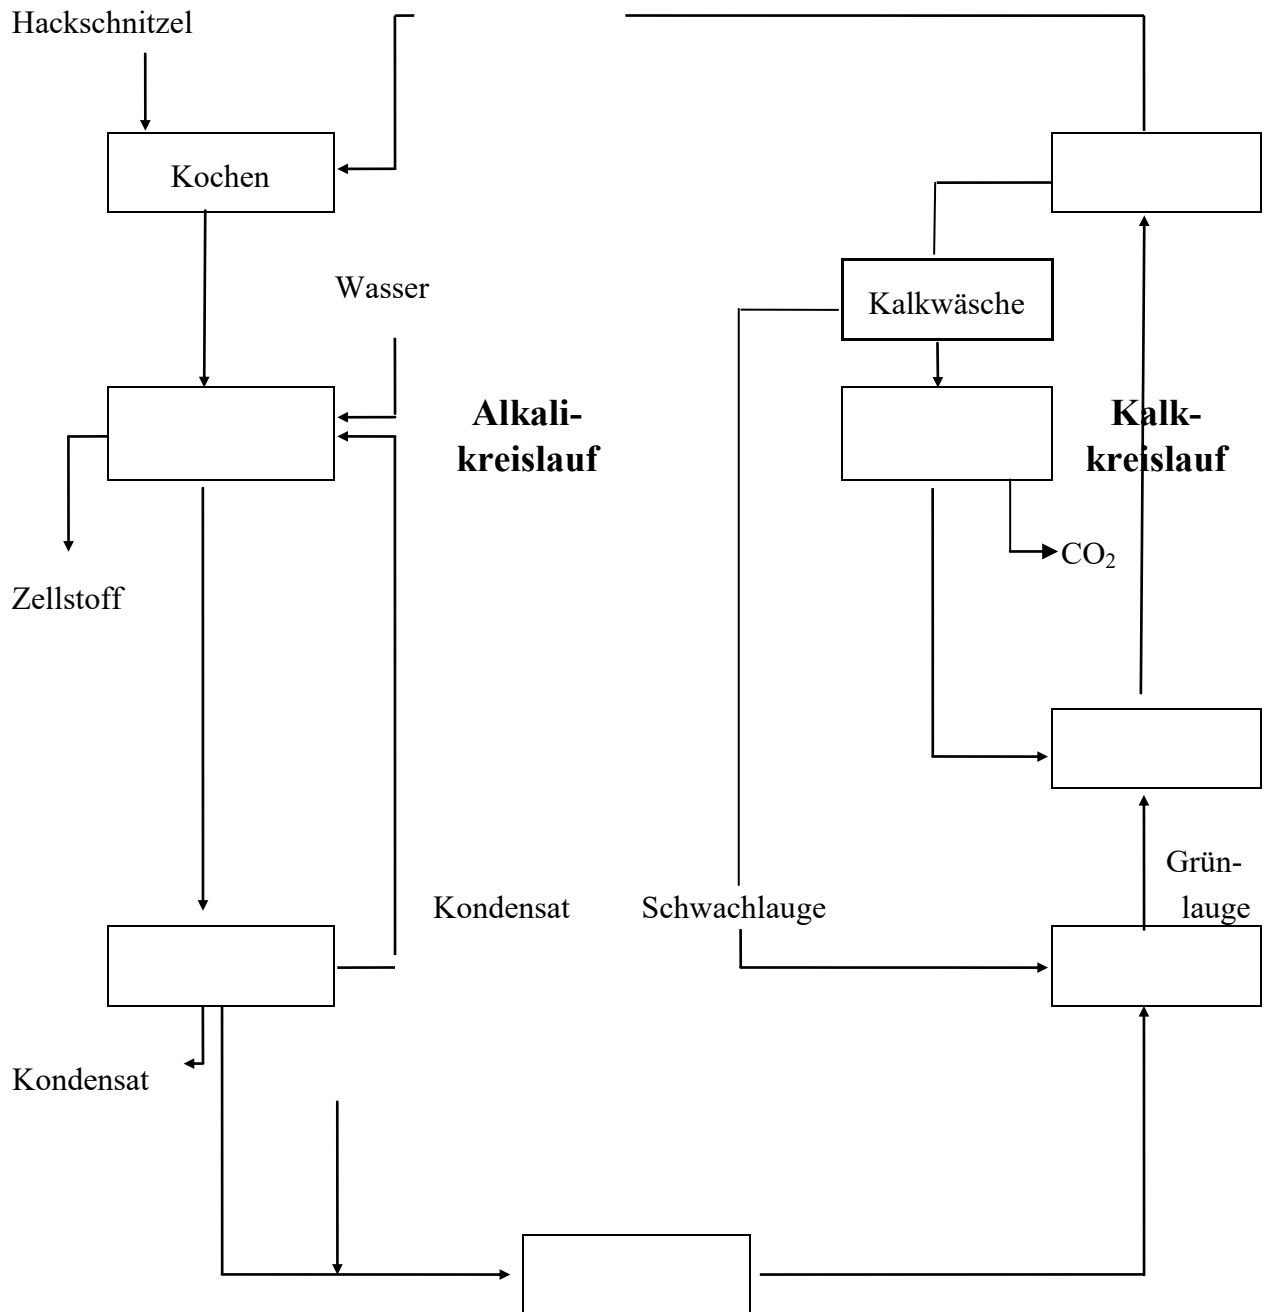 Hackschnitzel
Kochen
Wasser
Kalkwäsche
Alkali-
kreislauf
Kalk-
kreislauf
CO₂
Zellstoff
Grün-
lauge
Kondensat
Schwachlauge
Kondensat